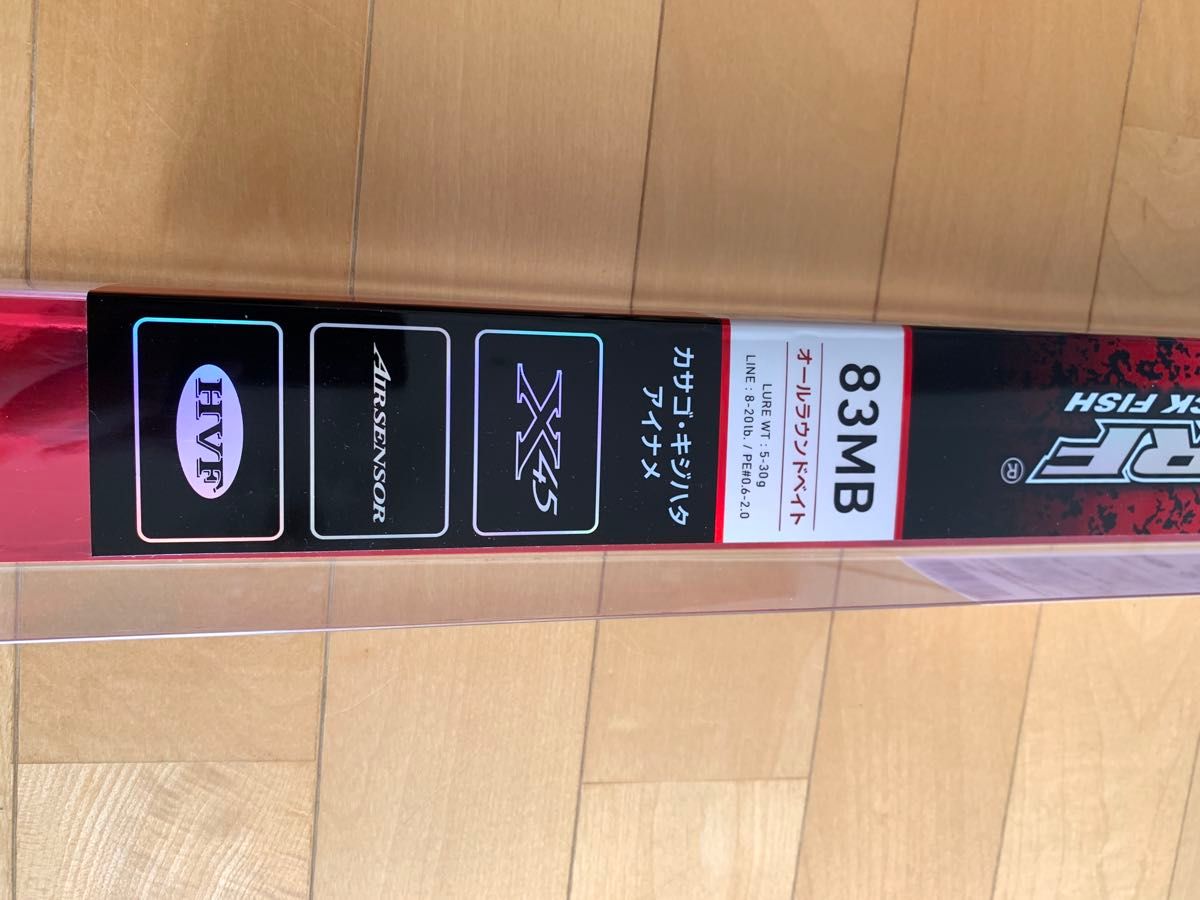 RF®
CK FISH
83MB
オールラウンドベイト
LURE WT : 5-30g
LINE : 8-20lb. / PE#0.6-2.0
カサゴ・キジハタ
アイナメ
X45
AIRSENSOR
HVF